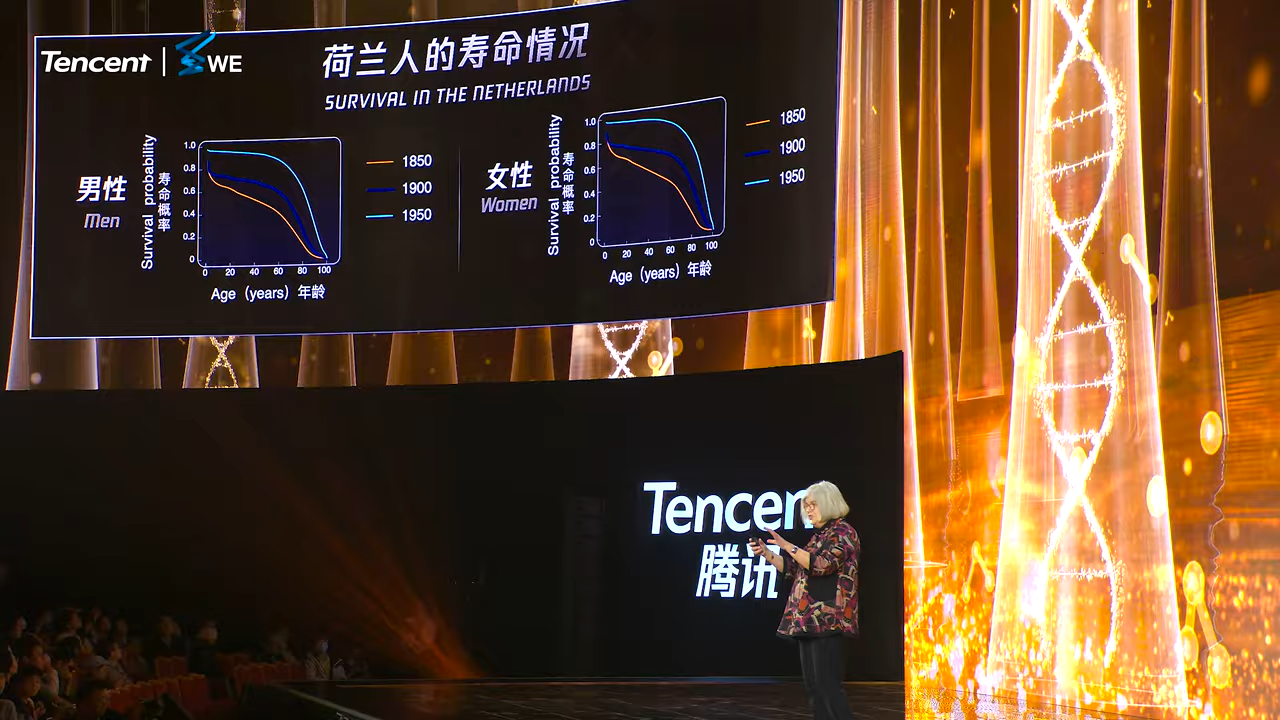 Tencent | WE
荷兰人的寿命情况
SURVIVAL IN THE NETHERLANDS
男性
Men
Survival probability
寿命概率
1.0
0.8
0.6
0.4
0.2
0
0 20 40 60 80 100
Age (years) 年龄
1850
1900
1950
女性
Women
Survival probability
寿命概率
1.0
0.8
0.6
0.4
0.2
0
0 20 40 60 80 100
Age (years) 年龄
1850
1900
1950
Tencen
腾讯